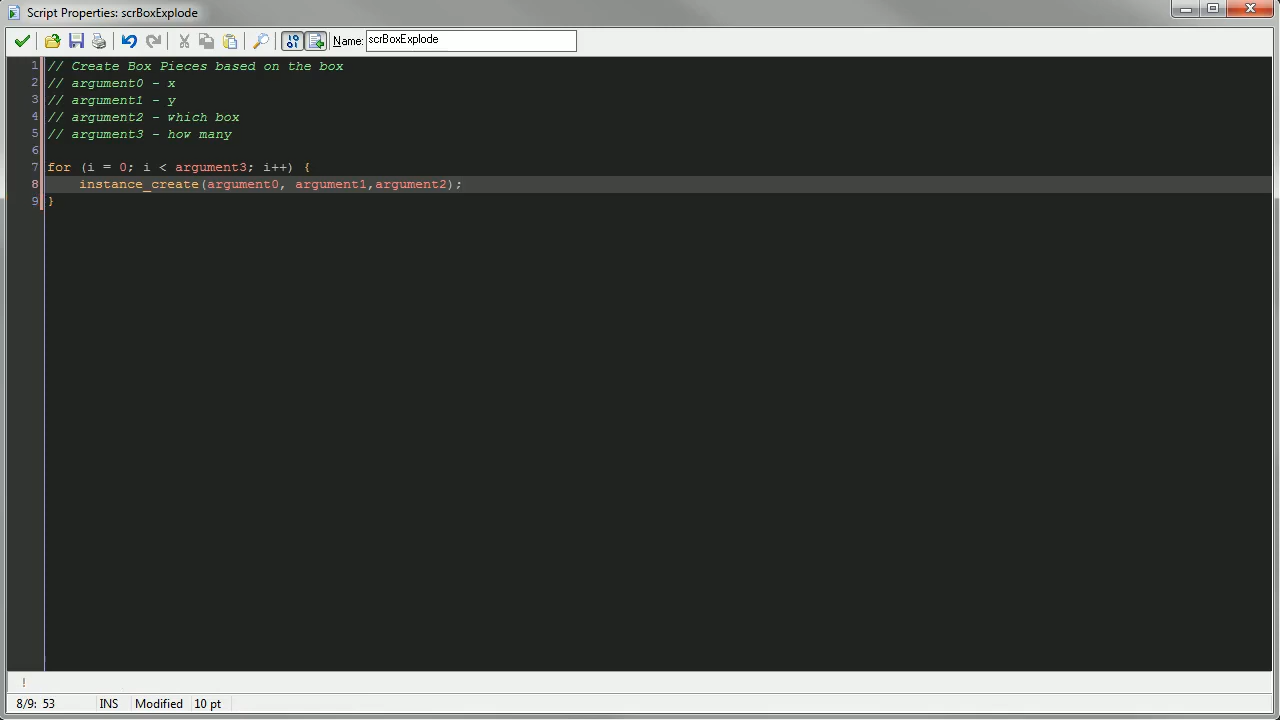 Script Properties: scrBoxExplode
Name: scrBoxExplode
1 // Create Box Pieces based on the box
2 // argument0 - x
3 // argument1 - y
4 // argument2 - which box
5 // argument3 - how many
6
7 for (i = 0; i < argument3; i++) {
8 instance_create(argument0, argument1,argument2);
9 }
!
8/9: 53 INS Modified 10 pt